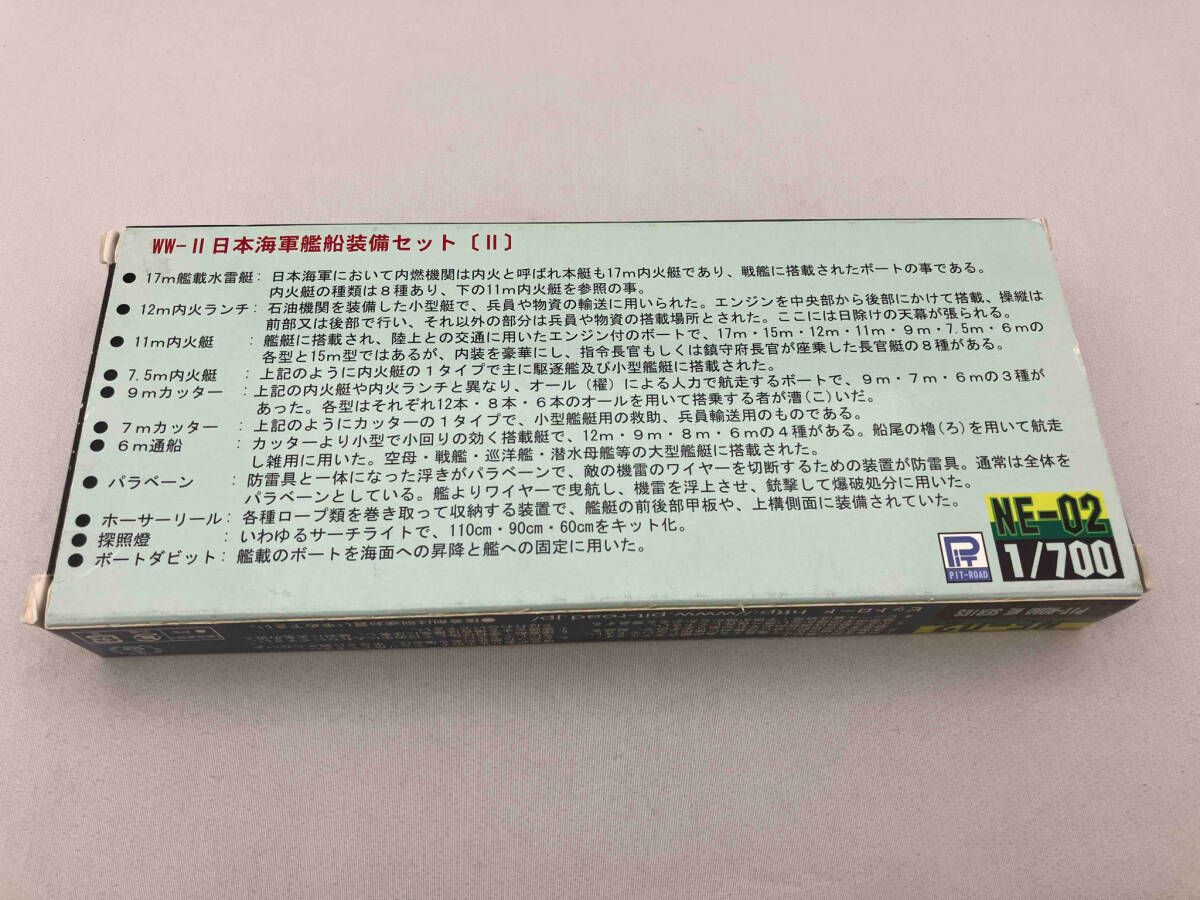 WW-Ⅱ日本海軍艦船装備セット〔Ⅱ〕
● 17m艦載水雷艇: 日本海軍において内燃機関は内火と呼ばれ本艇も17m内火艇であり、戦艦に搭載されたボートの事である。
内火艇の種類は8種あり、下の11m内火艇を参照の事。
● 12m内火ランチ: 石油機関を装備した小型艇で、兵員や物資の輸送に用いられた。エンジンを中央部から後部にかけて搭載、操縦は
前部又は後部で行い、それ以外の部分は兵員や物資の搭載場所とされた。ここには日除けの天幕が張られる。
● 11m内火艇 : 艦艇に搭載され、陸上との交通に用いたエンジン付のボートで、17m・15m・12m・11m・9m・7.5m・6mの
各型と15m型ではあるが、内装を豪華にし、指令長官もしくは鎮守府長官が座乗した長官艇の8種がある。
● 7.5m内火艇 : 上記のように内火艇の1タイプで主に駆逐艦及び小型艦艇に搭載された。
● 9mカッター : 上記の内火艇や内火ランチと異なり、オール(櫂)による人力で航走するボートで、9m・7m・6mの3種が
あった。各型はそれぞれ12本・8本・6本のオールを用いて搭乗する者が漕(こ)いだ。
● 7mカッター : 上記のようにカッターの1タイプで、小型艦艇用の救助、兵員輸送用のものである。
● 6m通船 : カッターより小型で小回りの効く搭載艇で、12m・9m・8m・6mの4種がある。船尾の櫓(ろ)を用いて航走
し雑用に用いた。空母・戦艦・巡洋艦・潜水母艦等の大型艦艇に搭載された。
● パラベーン : 防雷具と一体になった浮きがパラベーンで、敵の機雷のワイヤーを切断するための装置が防雷具。通常は全体を
パラベーンとしている。艦よりワイヤーで曳航し、機雷を浮上させ、銃撃して爆破処分に用いた。
● ホーサーリール: 各種ロープ類を巻き取って収納する装置で、艦艇の前後部甲板や、上構側面に装備されていた。
● 探照燈 : いわゆるサーチライトで、110cm・90cm・60cmをキット化。
● ボートダビット: 艦載のボートを海面への昇降と艦への固定に用いた。
NE-02
1/700
PiT
PIT-ROAD